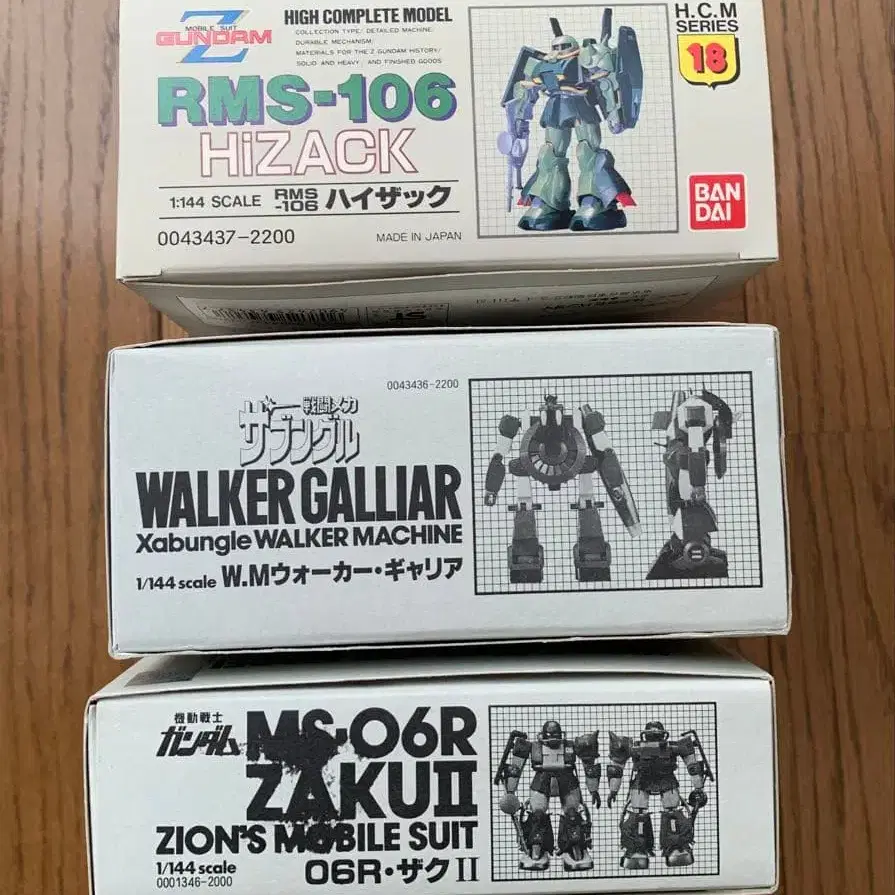 MOBILE SUIT
Z
GUNDAM
HIGH COMPLETE MODEL
COLLECTION TYPE/ DETAILED MACHINE/
DURABLE MECHANISM/
MATERIALS FOR THE Z GUNDAM HISTORY/
SOLID AND HEAVY/ AND FINISHED GOODS
H.C.M
SERIES
18
RMS-106
HiZACK
1:144 SCALE RMS-106 ハイザック
0043437-2200
MADE IN JAPAN
BAN
DAI
ST
0043436-2200
戦闘メカ
ザブングル
WALKER GALLIAR
Xabungle WALKER MACHINE
1/144 scale W.Mウォーカー・ギャリア
機動戦士
ガンダム
MS-06R
ZAKUII
ZION'S MOBILE SUIT
1/144 scale
0001346-2000
06R・ザクII